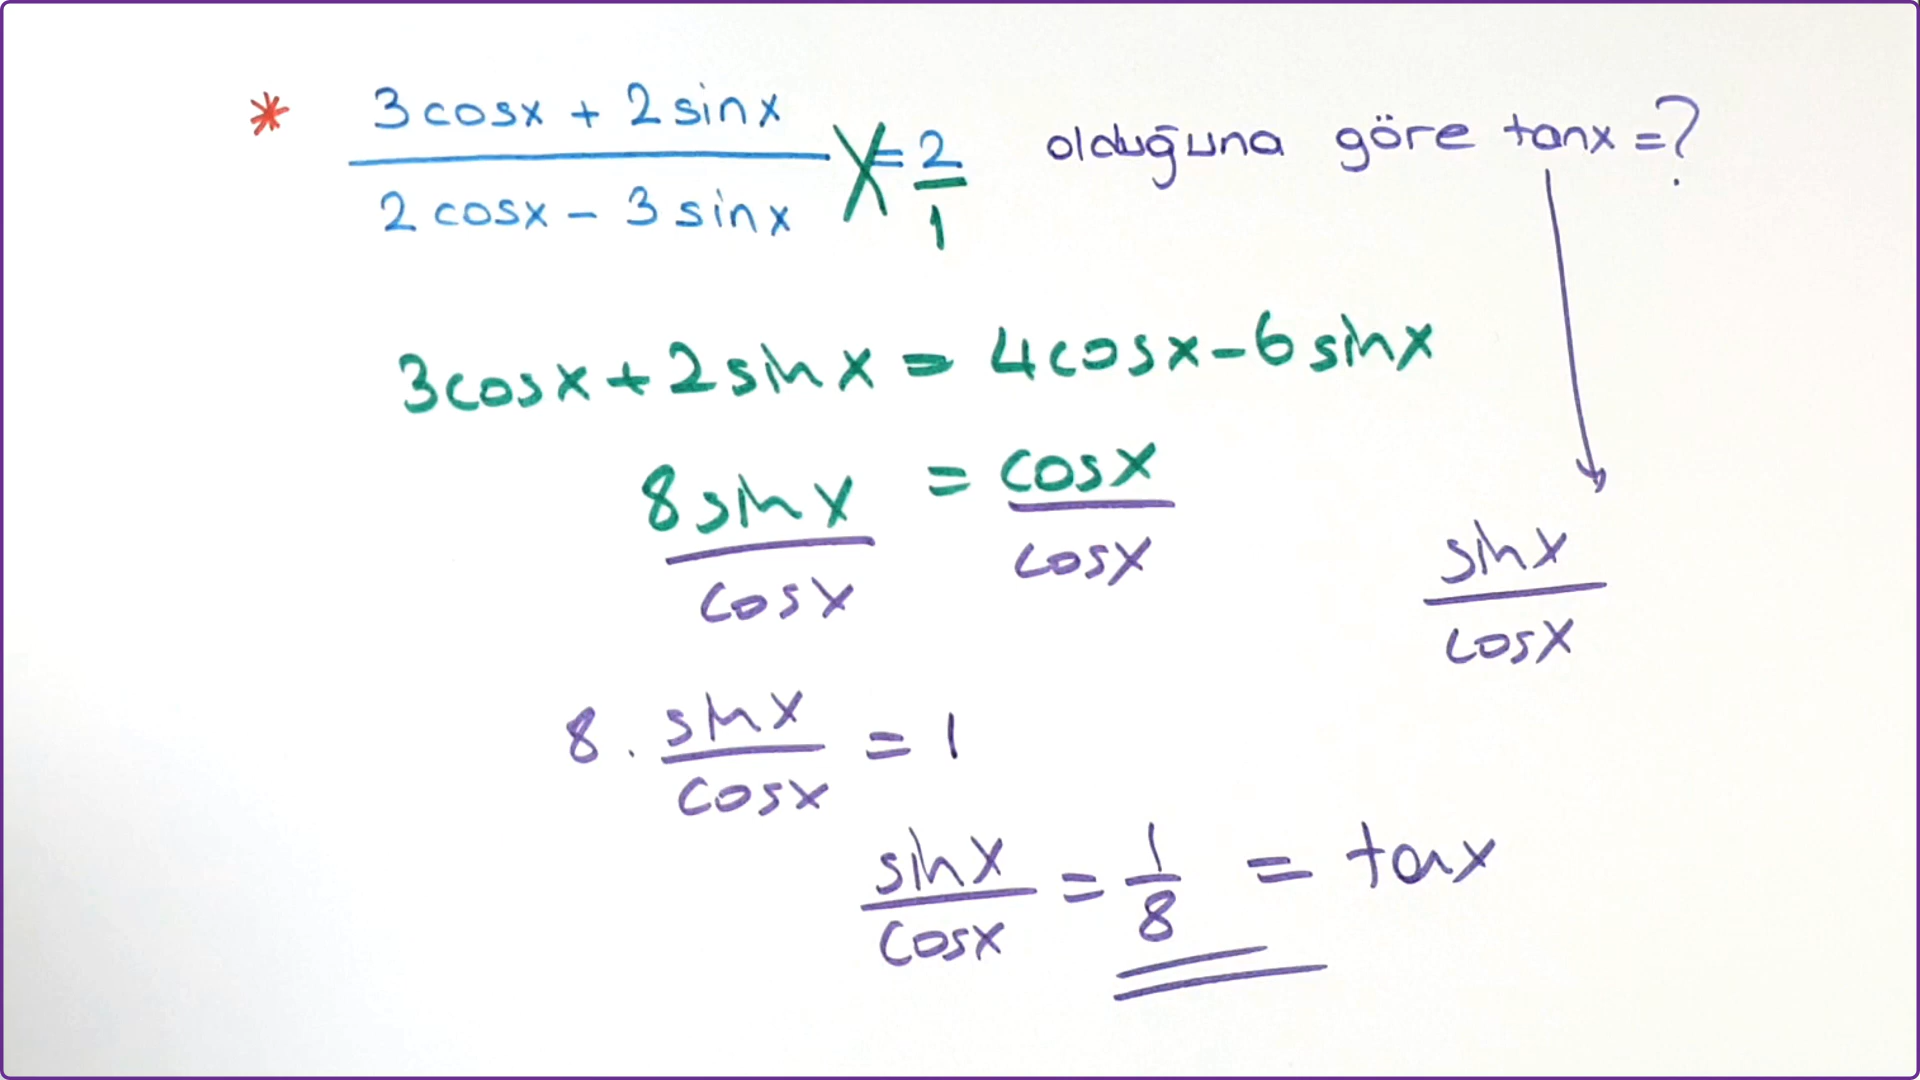 * (3cosx + 2sinx) / (2cosx - 3sinx) = 2/1 olduğuna göre tanx = ?
3cosx + 2sinx = 4cosx - 6sinx
8sinx / cosx = cosx / cosx
sinx / cosx
8 . sinx / cosx = 1
sinx / cosx = 1/8 = tanx